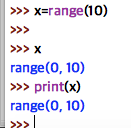 >>> x=range(10)
>>>
>>> x
range(0, 10)
>>> print(x)
range(0, 10)
>>>